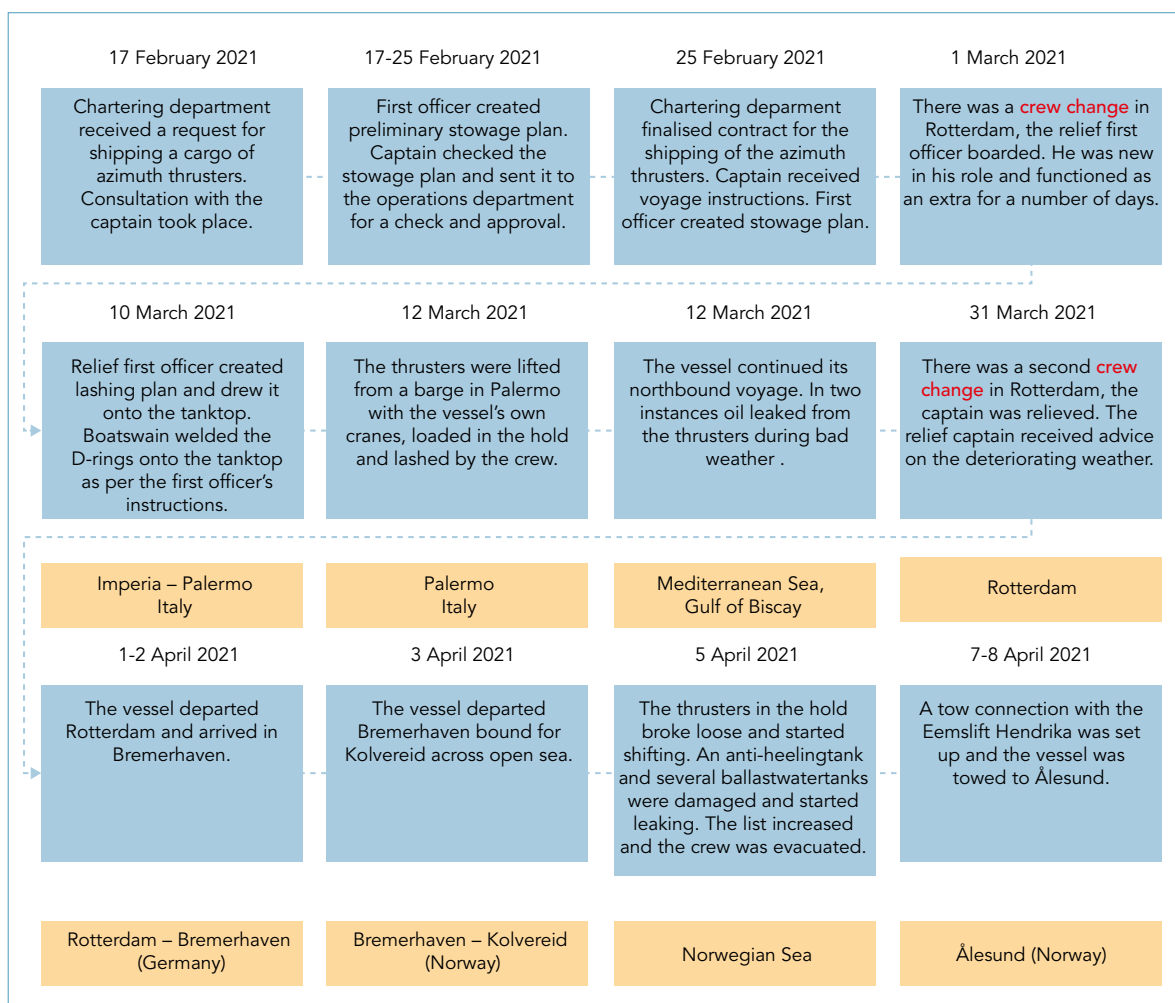 17 February 2021
Chartering department
received a request for
shipping a cargo of
azimuth thrusters.
Consultation with the
captain took place.
17-25 February 2021
First officer created
preliminary stowage plan.
Captain checked the
stowage plan and sent it to
the operations department
for a check and approval.
25 February 2021
Chartering deparment
finalised contract for the
shipping of the azimuth
thrusters. Captain received
voyage instructions. First
officer created stowage plan.
1 March 2021
There was a crew change in
Rotterdam, the relief first
officer boarded. He was new
in his role and functioned as
an extra for a number of days.
10 March 2021
Relief first officer created
lashing plan and drew it
onto the tanktop.
Boatswain welded the
D-rings onto the tanktop
as per the first officer’s
instructions.
12 March 2021
The thrusters were lifted
from a barge in Palermo
with the vessel’s own
cranes, loaded in the hold
and lashed by the crew.
12 March 2021
The vessel continued its
northbound voyage. In two
instances oil leaked from
the thrusters during bad
weather .
31 March 2021
There was a second crew
change in Rotterdam, the
captain was relieved. The
relief captain received advice
on the deteriorating weather.
Imperia – Palermo
Italy
Palermo
Italy
Mediterranean Sea,
Gulf of Biscay
Rotterdam
1-2 April 2021
The vessel departed
Rotterdam and arrived in
Bremerhaven.
3 April 2021
The vessel departed
Bremerhaven bound for
Kolvereid across open sea.
5 April 2021
The thrusters in the hold
broke loose and started
shifting. An anti-heelingtank
and several ballastwatertanks
were damaged and started
leaking. The list increased
and the crew was evacuated.
7-8 April 2021
A tow connection with the
Eemslift Hendrika was set
up and the vessel was
towed to Ålesund.
Rotterdam – Bremerhaven
(Germany)
Bremerhaven – Kolvereid
(Norway)
Norwegian Sea
Ålesund (Norway)